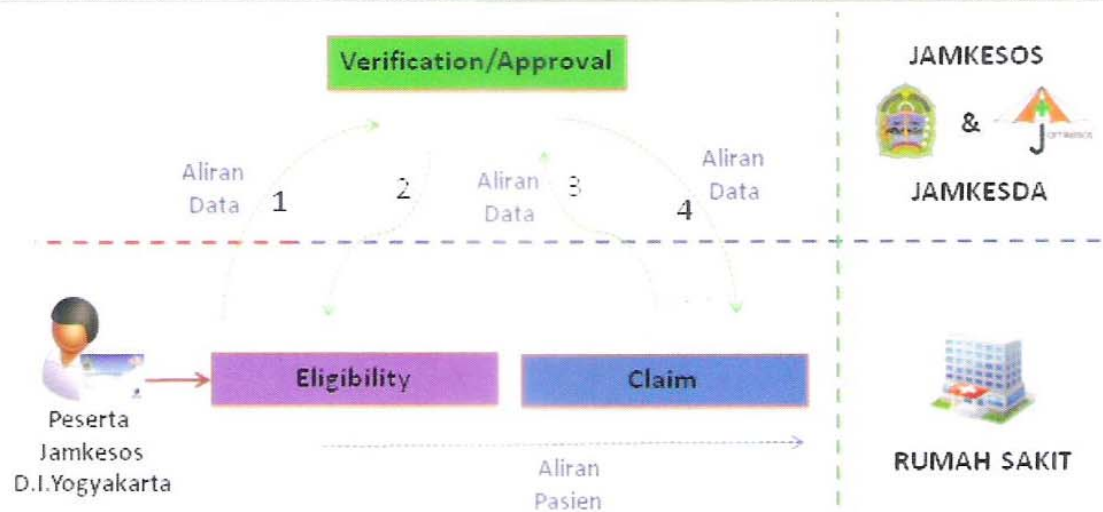 Verification/Approval
JAMKESOS
&
Jamkesos
JAMKESDA
Aliran
Data
1
2
Aliran
Data
3
4
Aliran
Data
Peserta
Jamkesos
D.I.Yogyakarta
Eligibility
Claim
Aliran
Pasien
RUMAH SAKIT